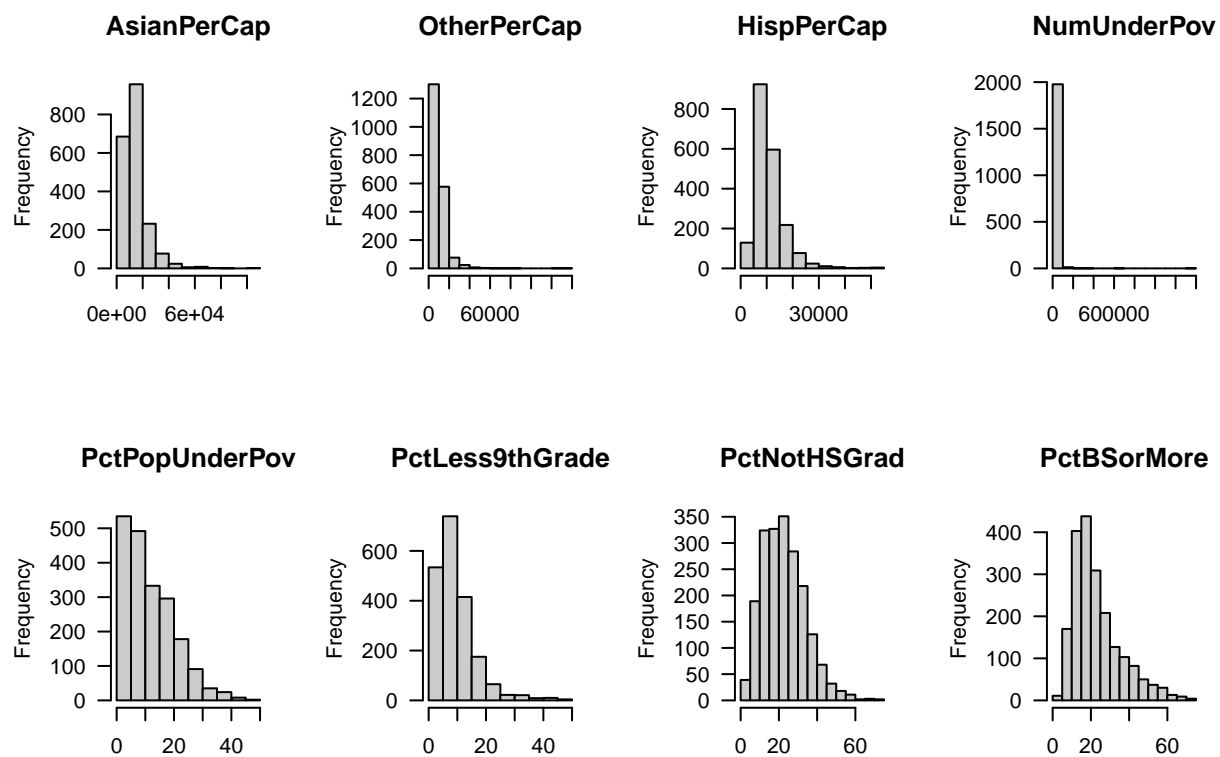 AsianPerCap
OtherPerCap
HispPerCap
NumUnderPov
Frequency
800
600
400
200
0
0e+00 6e+04
Frequency
1200
1000
800
600
400
300
200
0
0 60000
Frequency
800
600
400
200
0
0 30000
Frequency
2000
1500
1000
500
0
0 600000
PctPopUnderPov
PctLess9thGrade
PctNotHSGrad
PctBSorMore
Frequency
500
400
300
200
100
0
0 20 40
Frequency
600
400
200
0
0 20 40
Frequency
350
300
250
200
150
100
50
0
0 20 60
Frequency
400
300
200
100
0
0 20 60